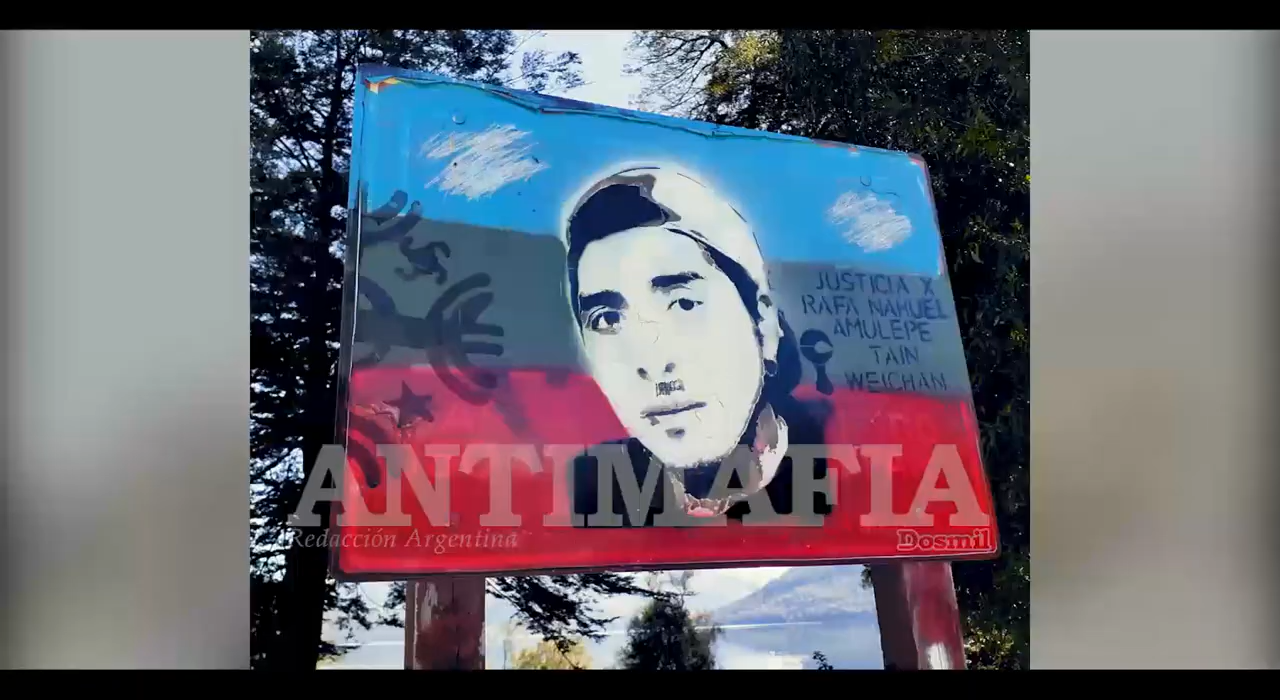 JUSTICIA X
RAFA NAHUEL
AMULEPE
TAIN
WEICHAN
ANTIMAFIA
Redacción Argentina
Dosmil